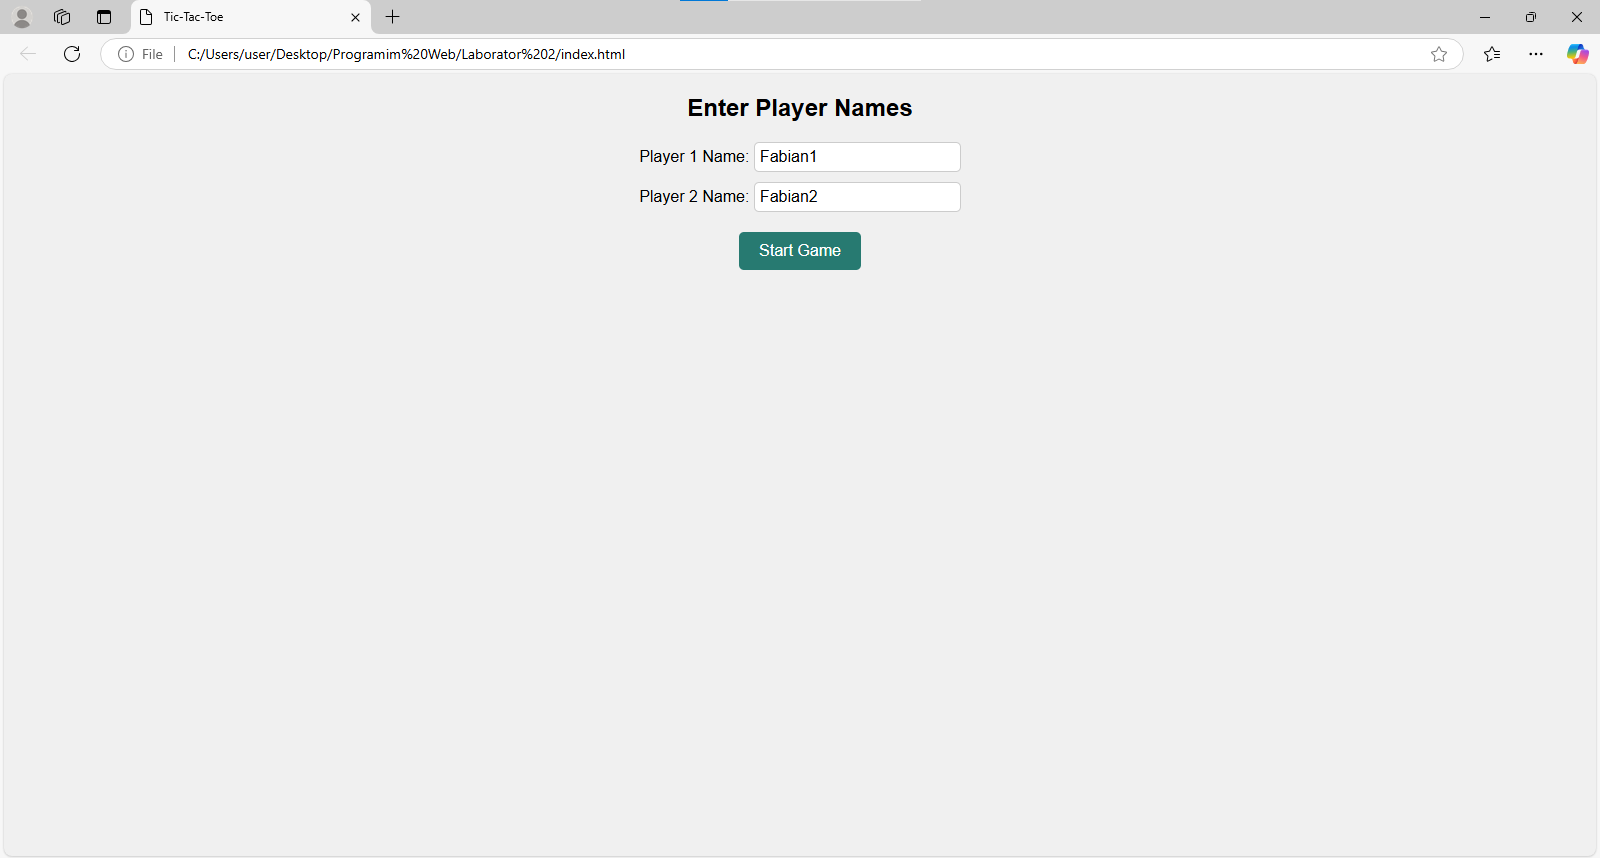 Tic-Tac-Toe
File C:/Users/user/Desktop/Programim%20Web/Laborator%202/index.html
Enter Player Names
Player 1 Name: Fabian1
Player 2 Name: Fabian2
Start Game